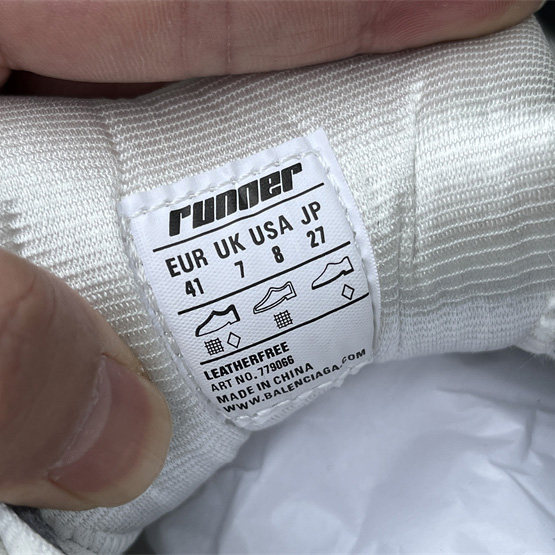 runner
EUR UK USA JP
41 7 8 27
LEATHERFREE
ART NO. 779066
MADE IN CHINA
WWW.BALENCIAGA.COM